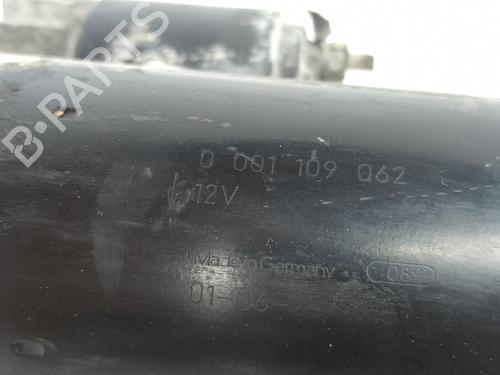 B-PARTS
0 001 109 062
12V
Made in Germany
01-06